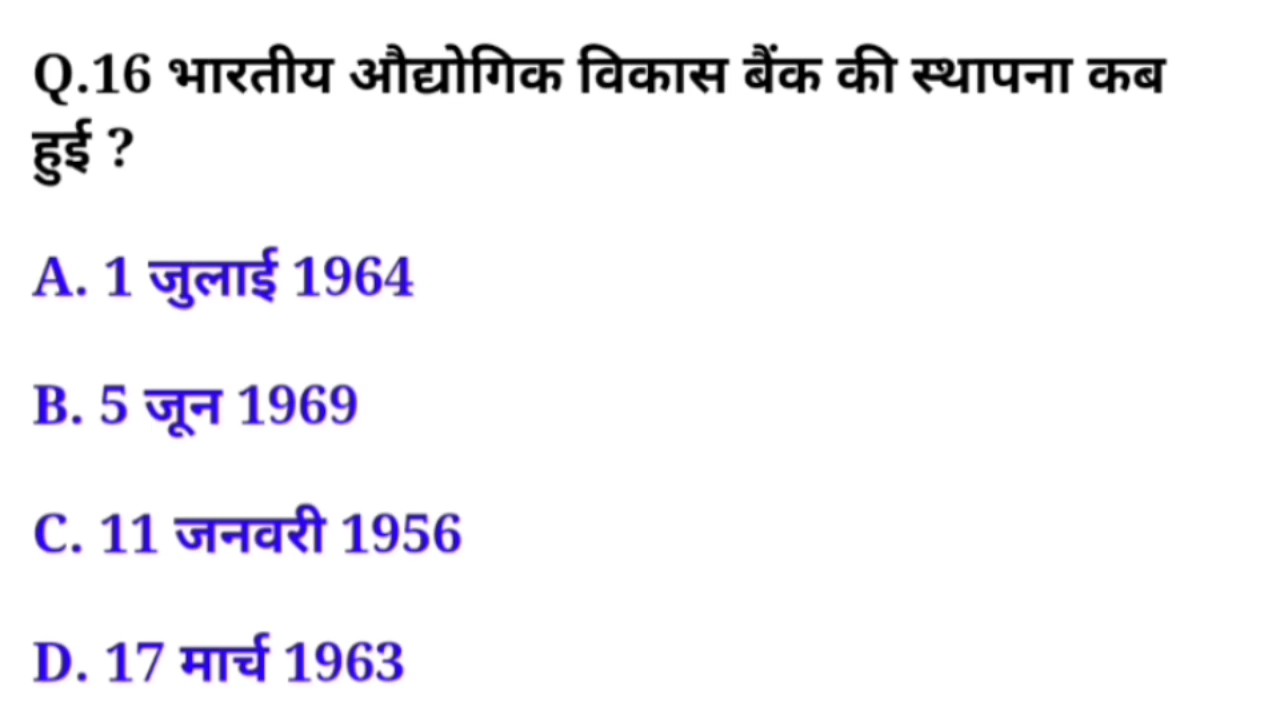 Q.16 भारतीय औद्योगिक विकास बैंक की स्थापना कब
हुई ?
A. 1 जुलाई 1964
B. 5 जून 1969
C. 11 जनवरी 1956
D. 17 मार्च 1963